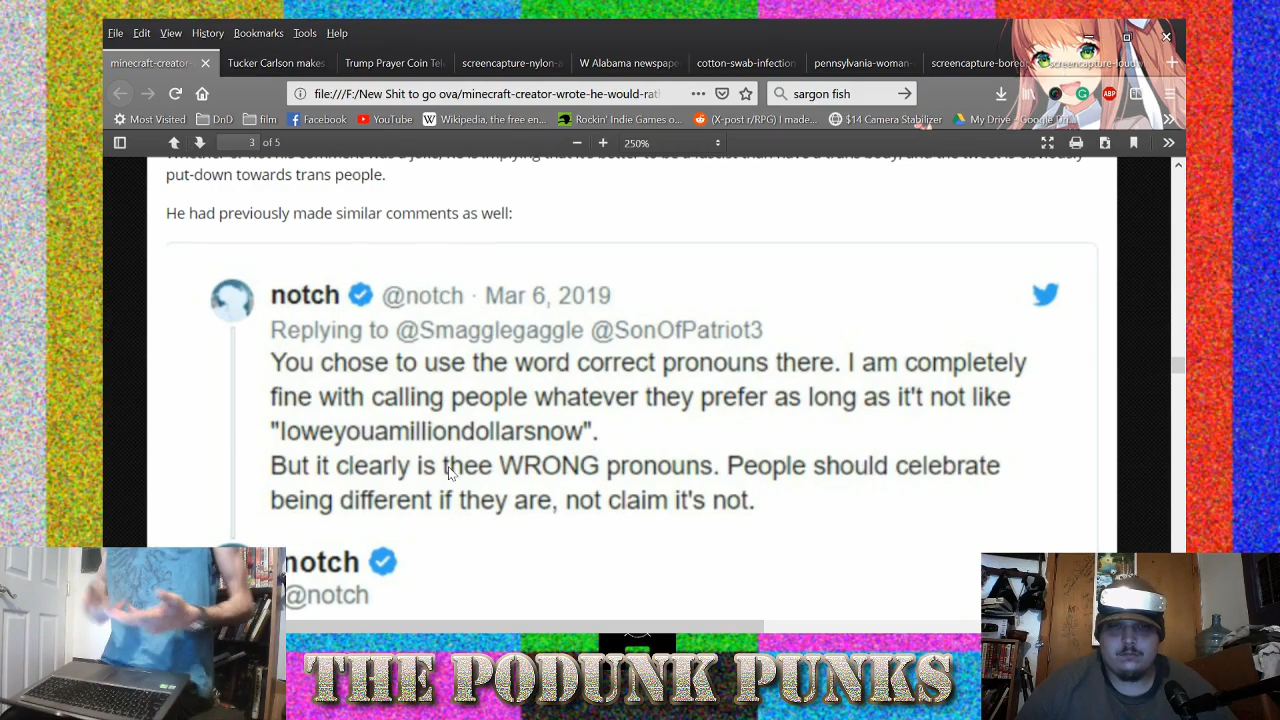 File Edit View History Bookmarks Tools Help
minecraft-creator- Tucker Carlson makes Trump Prayer Coin Tel screencapture-nylon- W Alabama newspape cotton-swab-infection pennsylvania-woman- screencapture-bored screencapture-loudw
file:///F:/New Shit to go ova/minecraft-creator-wrote-he-would-rat sargon fish
Most Visited DnD film Facebook YouTube Wikipedia, the free en... Rockin' Indie Games o... (X-post r/RPG) I made... $14 Camera Stabilizer My Drive - Google Dri
3 of 5 250%
put-down towards trans people.
He had previously made similar comments as well:
notch @notch · Mar 6, 2019
Replying to @Smagglegaggle @SonOfPatriot3
You chose to use the word correct pronouns there. I am completely
fine with calling people whatever they prefer as long as it't not like
"Ioweyouamilliondollarsnow".
But it clearly is thee WRONG pronouns. People should celebrate
being different if they are, not claim it's not.
notch
@notch
THE PODUNK PUNKS